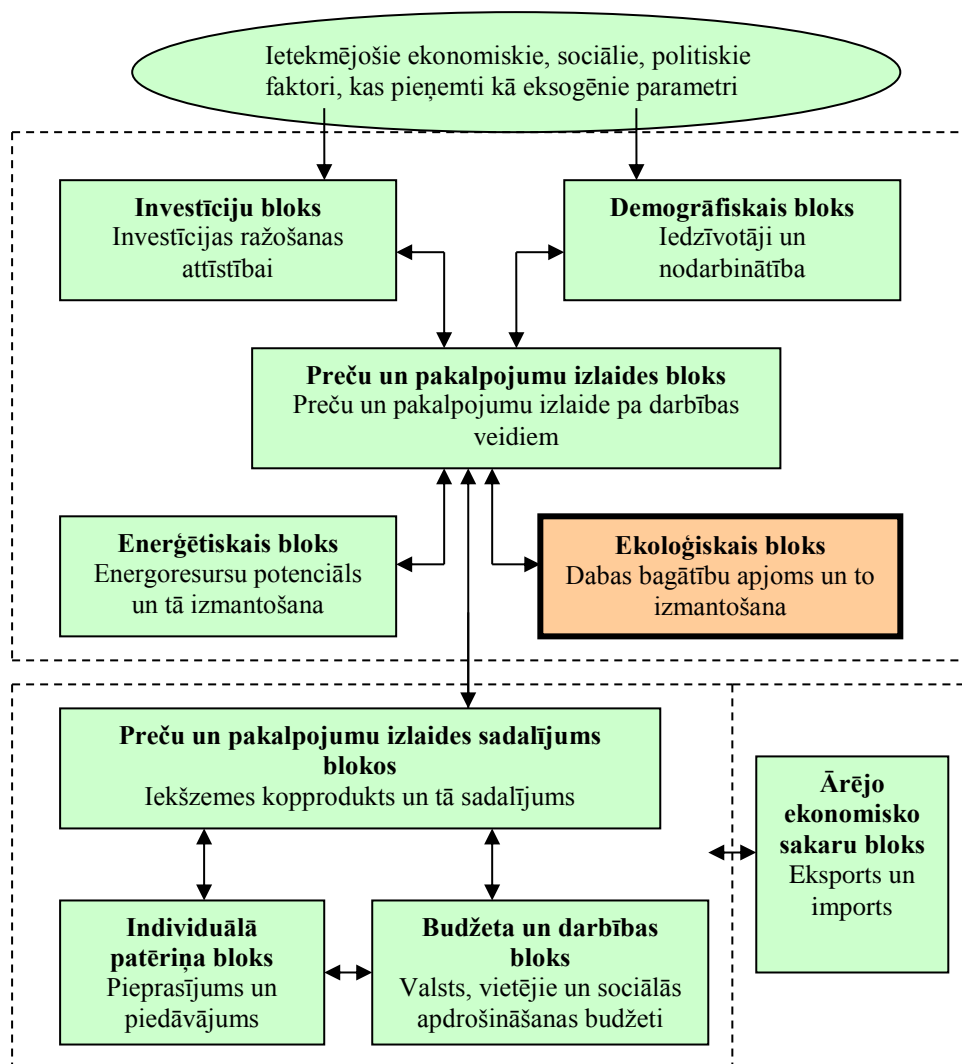 Ietekmējošie ekonomiskie, sociālie, politiskie
faktori, kas pieņemti kā eksogēnie parametri
Investīciju bloks
Investīcijas ražošanas
attīstībai
Demogrāfiskais bloks
Iedzīvotāji un
nodarbinātība
Preču un pakalpojumu izlaides bloks
Preču un pakalpojumu izlaide pa darbības
veidiem
Enerģētiskais bloks
Energoresursu potenciāls
un tā izmantošana
Ekoloģiskais bloks
Dabas bagātību apjoms un to
izmantošana
Preču un pakalpojumu izlaides sadalījums
blokos
Iekšzemes kopprodukts un tā sadalījums
Ārējo
ekonomisko
sakaru bloks
Eksports un
imports
Individuālā
patēriņa bloks
Pieprasījums un
piedāvājums
Budžeta un darbības
bloks
Valsts, vietējie un sociālās
apdrošināšanas budžeti